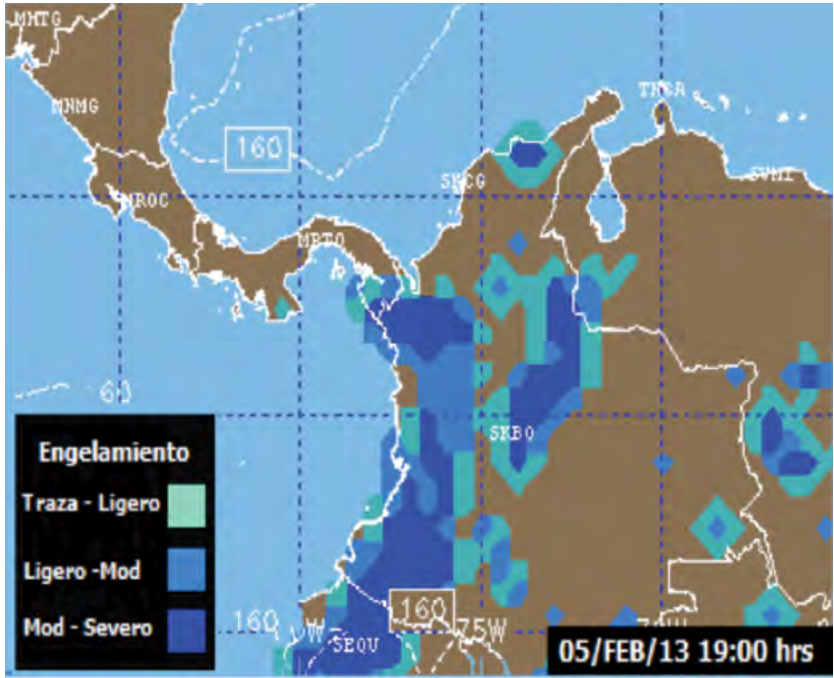 MHTG
MNMG
160
TNCA
SKCG
SVMI
MROC
MPTO
60
SKBO
Engelamiento
Traza - Ligero
Ligero -Mod
Mod - Severo
160
W
160
75W
SEQU
05/FEB/13 19:00 hrs